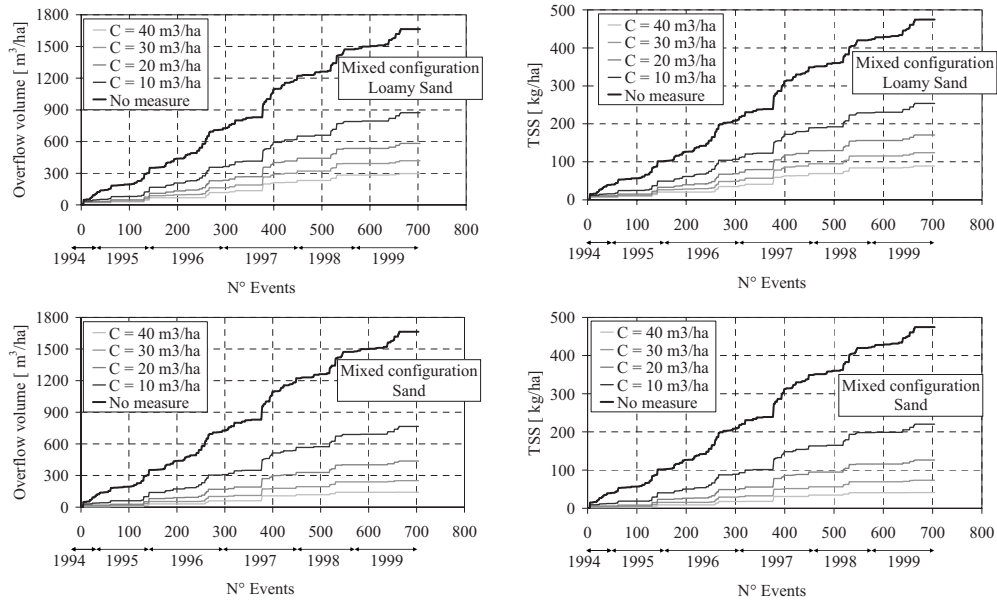 1800
1500
1200
900
600
300
0
Overflow volume [ m³/ha]
C = 40 m3/ha
C = 30 m3/ha
C = 20 m3/ha
C = 10 m3/ha
No measure
Mixed configuration
Loamy Sand
0 100 200 300 400 500 600 700 800
1994 1995 1996 1997 1998 1999
N° Events
500
400
300
200
100
0
TSS [ kg/ha]
C = 40 m3/ha
C = 30 m3/ha
C = 20 m3/ha
C = 10 m3/ha
No measure
Mixed configuration
Loamy Sand
0 100 200 300 400 500 600 700 800
1994 1995 1996 1997 1998 1999
N° Events
1800
1500
1200
900
600
300
0
Overflow volume [ m³/ha]
C = 40 m3/ha
C = 30 m3/ha
C = 20 m3/ha
C = 10 m3/ha
No measure
Mixed configuration
Sand
0 100 200 300 400 500 600 700 800
1994 1995 1996 1997 1998 1999
N° Events
500
400
300
200
100
0
TSS [ kg/ha]
C = 40 m3/ha
C = 30 m3/ha
C = 20 m3/ha
C = 10 m3/ha
No measure
Mixed configuration
Sand
0 100 200 300 400 500 600 700 800
1994 1995 1996 1997 1998 1999
N° Events